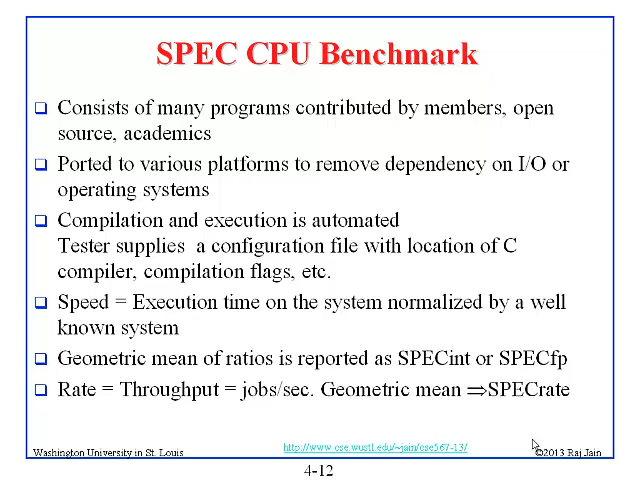 SPEC CPU Benchmark
Consists of many programs contributed by members, open
source, academics
Ported to various platforms to remove dependency on I/O or
operating systems
Compilation and execution is automated
Tester supplies a configuration file with location of C
compiler, compilation flags, etc.
Speed = Execution time on the system normalized by a well
known system
Geometric mean of ratios is reported as SPECint or SPECfp
Rate = Throughput = jobs/sec. Geometric mean ⇒SPECrate
Washington University in St. Louis
http://www.cse.wustl.edu/~jain/cse567-13/
©2013 Raj Jain
4-12